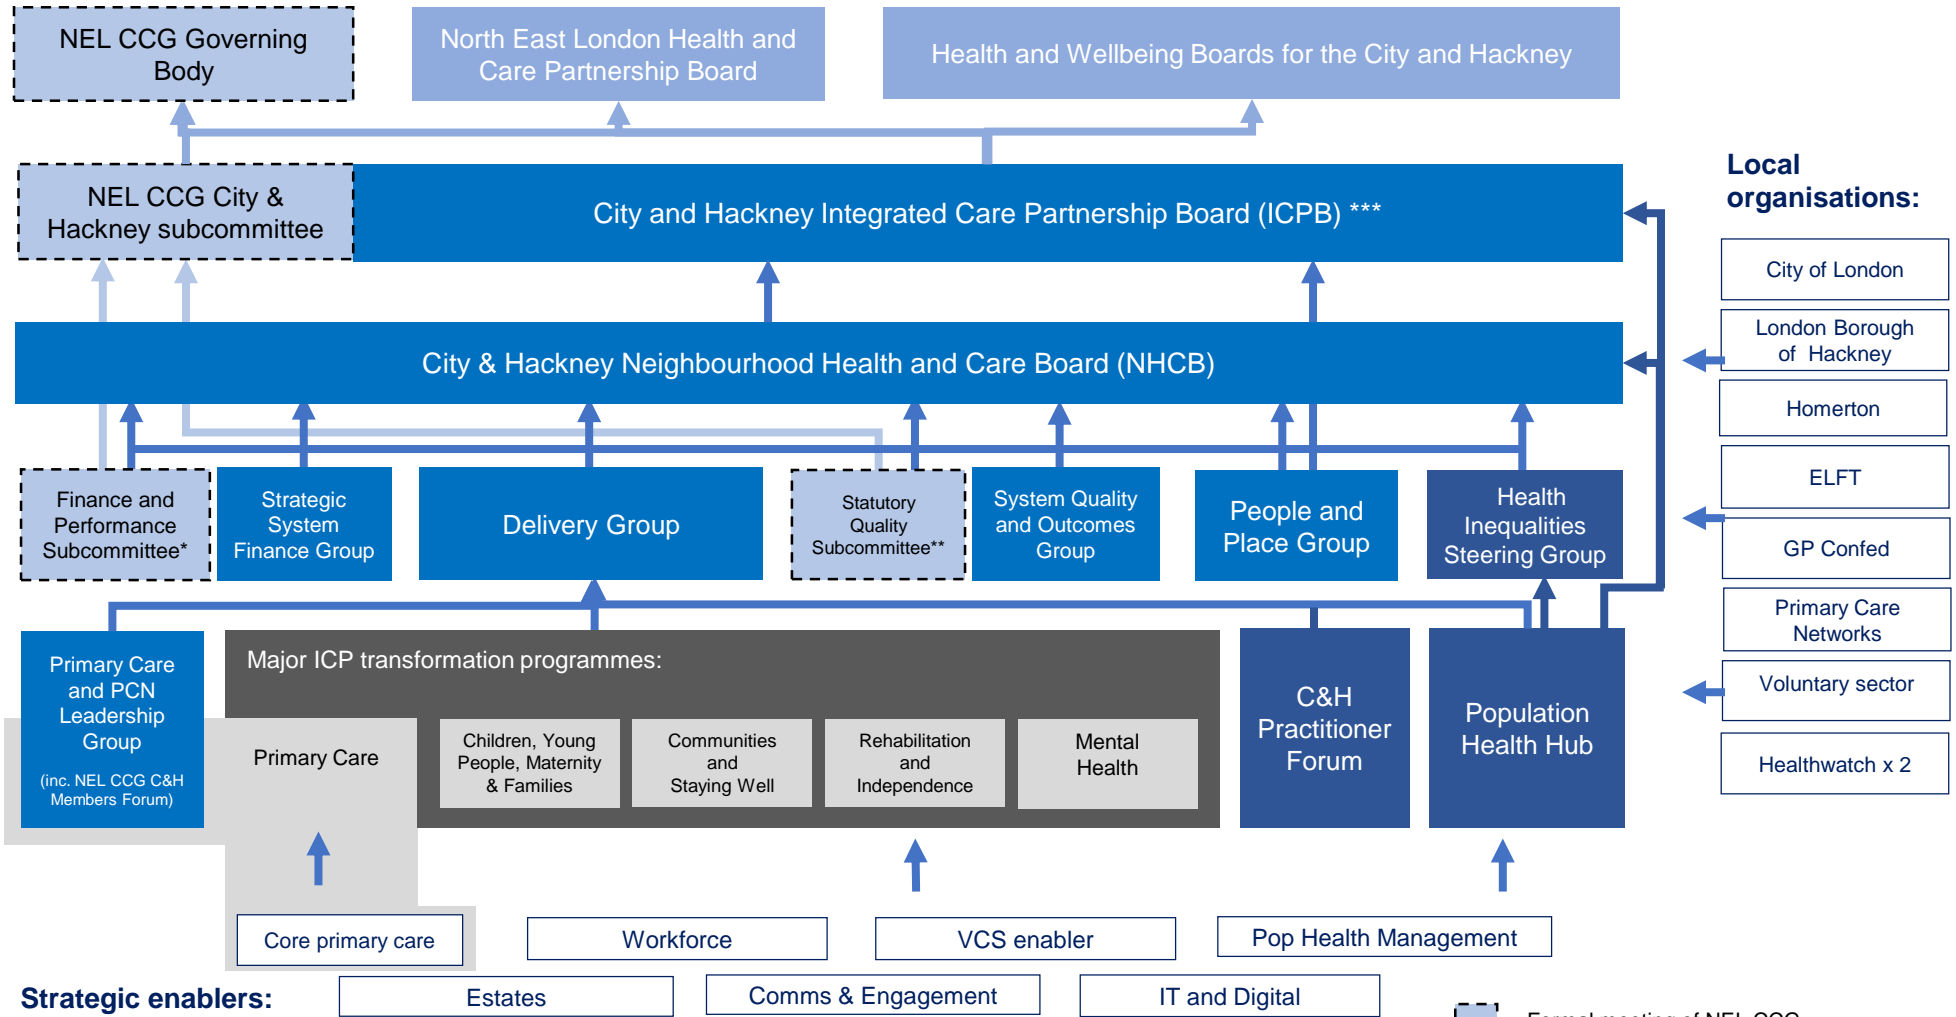 NEL CCG Governing
Body
North East London Health and
Care Partnership Board
Health and Wellbeing Boards for the City and Hackney
NEL CCG City &
Hackney subcommittee
City and Hackney Integrated Care Partnership Board (ICPB) ***
City & Hackney Neighbourhood Health and Care Board (NHCB)
Finance and
Performance
Subcommittee*
Strategic
System
Finance Group
Delivery Group
Statutory
Quality
Subcommittee**
System Quality
and Outcomes
Group
People and
Place Group
Health
Inequalities
Steering Group
Primary Care
and PCN
Leadership
Group
(inc. NEL CCG C&H
Members Forum)
Major ICP transformation programmes:
Primary Care
Children, Young
People, Maternity
& Families
Communities
and
Staying Well
Rehabilitation
and
Independence
Mental
Health
C&H
Practitioner
Forum
Population
Health Hub
Local
organisations:
City of London
London Borough
of Hackney
Homerton
ELFT
GP Confed
Primary Care
Networks
Voluntary sector
Healthwatch x 2
Core primary care
Workforce
VCS enabler
Pop Health Management
Strategic enablers:
Estates
Comms & Engagement
IT and Digital
Formal meeting of NEL CCG